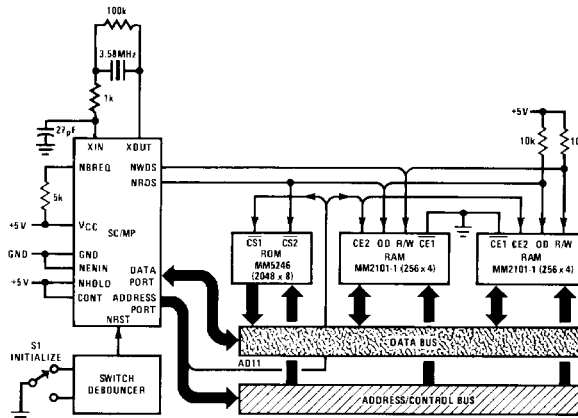 100k
3.58MHz
1k
27pF
+5V
10k
XIN XOUT
NBREQ
NWDS
NRDS
5k
+5V
VCC
SC/MP
CS1 CS2
CE2 OD R/W CE1
CE1 CE2 OD R/W
GND
GND
NENIN
ROM
MM5246
(2048 x 8)
RAM
MM2101-1 (256 x 4)
RAM
MM2101-1 (256 x 4)
+5V
NHOLD
CONT
DATA
PORT
ADDRESS
PORT
NRST
S1
INITIALIZE
SWITCH
DEBOUNCER
DATA BUS
AD11
ADDRESS/CONTROL BUS